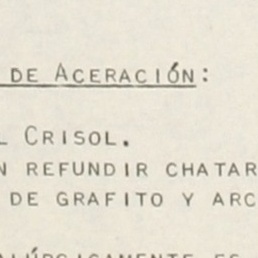 DE ACERACIÓN:
CRISOL.
REFUNDIR CHATAR
DE GRAFITO Y ARC